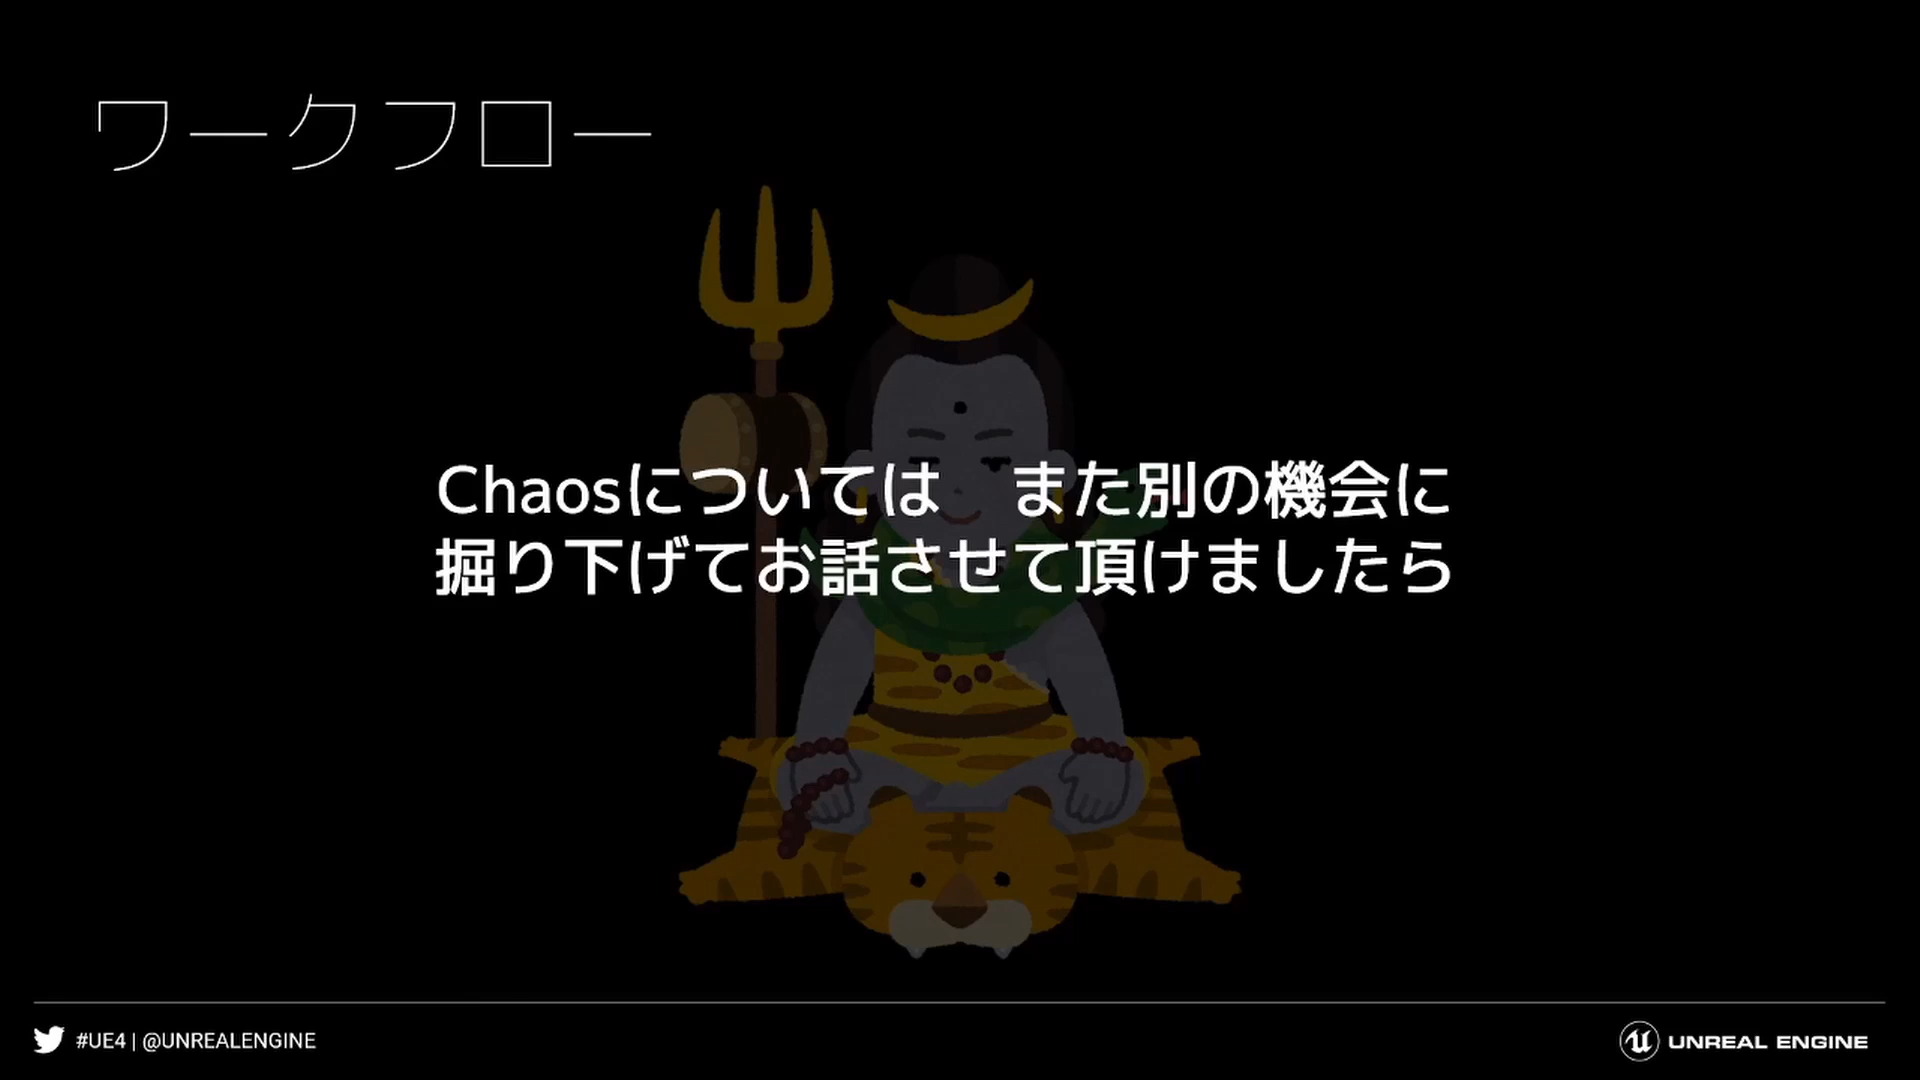 ワークフロー
Chaosについては　また別の機会に
掘り下げてお話させて頂けましたら
#UE4 | @UNREALENGINE
UNREAL ENGINE